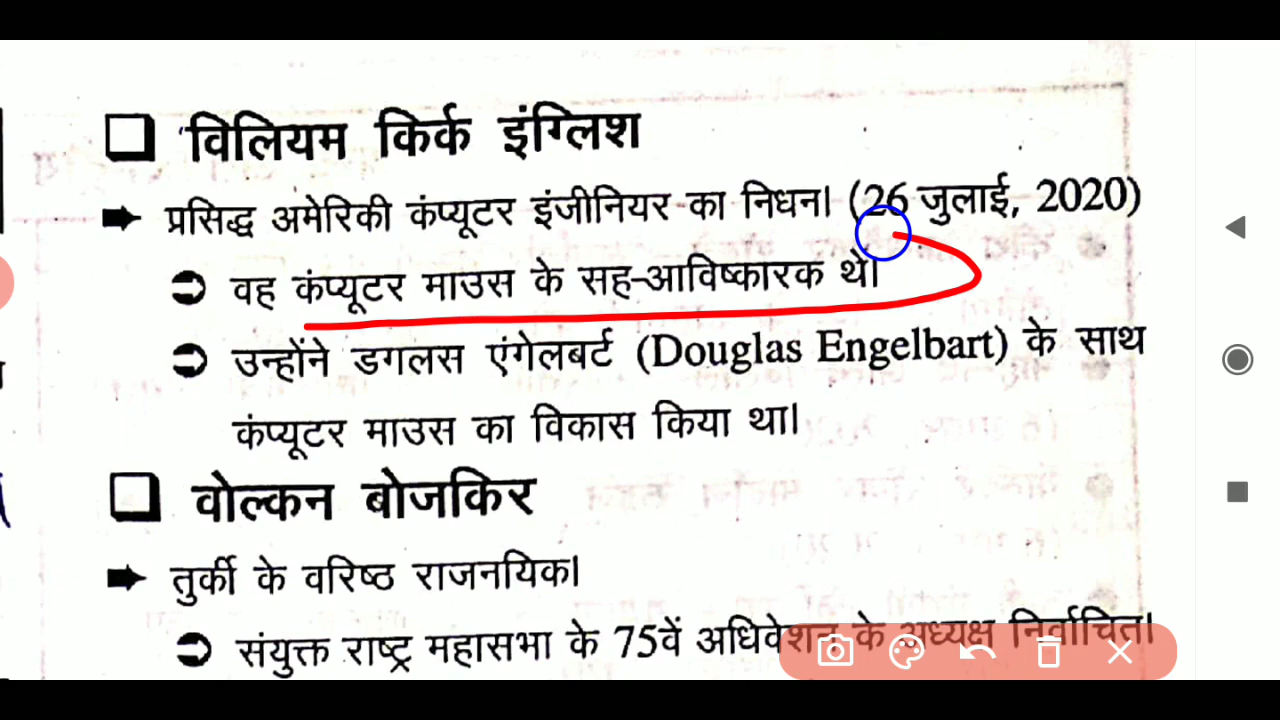 विलियम किर्क इंग्लिश
प्रसिद्ध अमेरिकी कंप्यूटर इंजीनियर का निधन। (26 जुलाई, 2020)
वह कंप्यूटर माउस के सह-आविष्कारक थे।
उन्होंने डगलस एंगेलबर्ट (Douglas Engelbart) के साथ
कंप्यूटर माउस का विकास किया था।
वोल्कन बोजकिर
तुर्की के वरिष्ठ राजनयिक।
संयुक्त राष्ट्र महासभा के 75वें अधिवेशन के अध्यक्ष निर्वाचित।